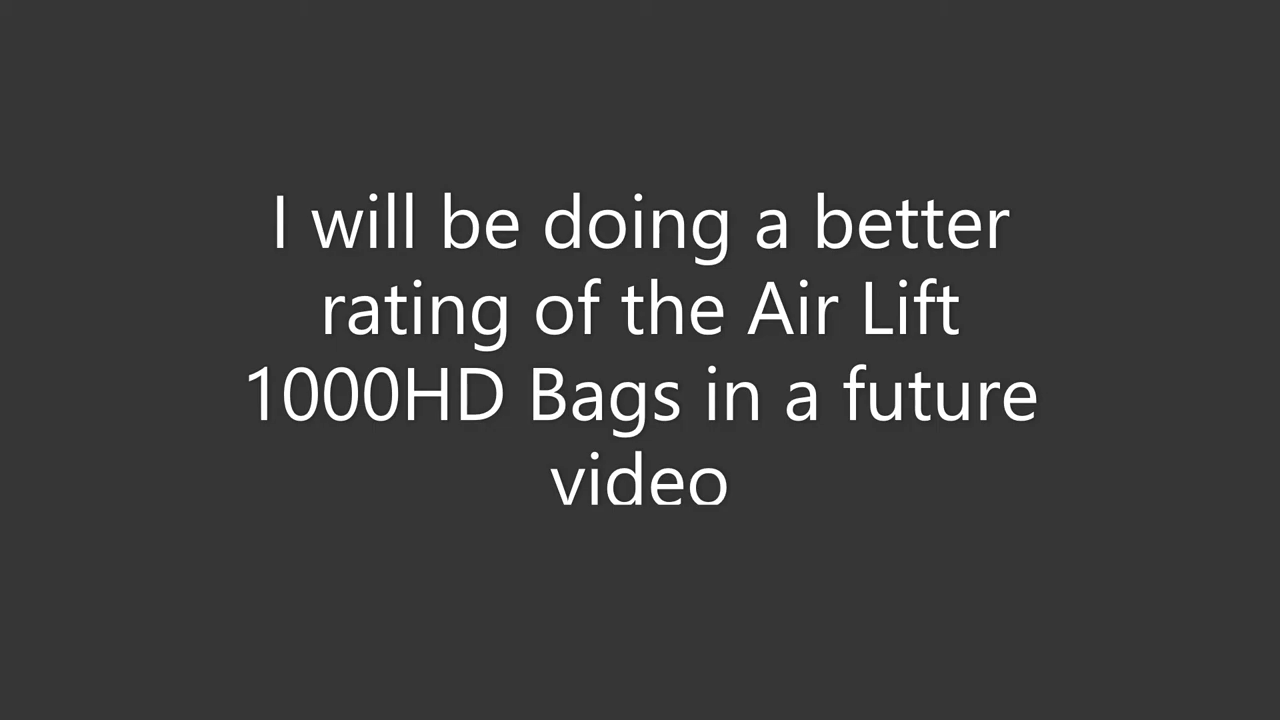 I will be doing a better
rating of the Air Lift
1000HD Bags in a future
video